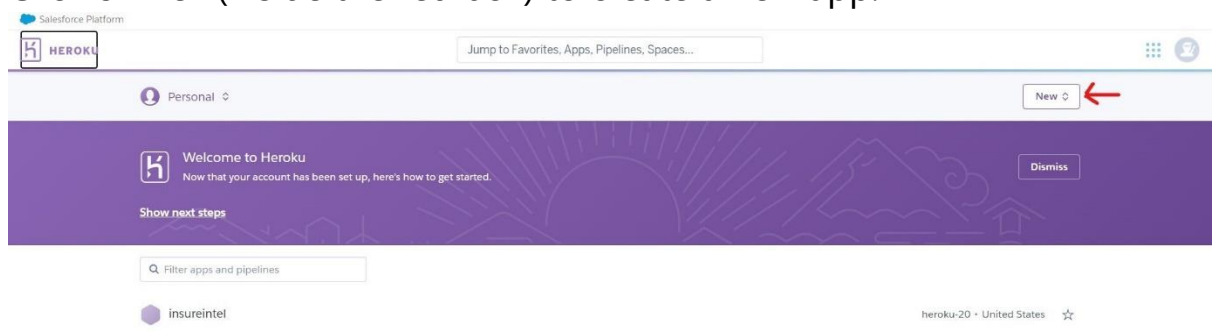 Salesforce Platform
HEROKU
Jump to Favorites, Apps, Pipelines, Spaces...
Personal
New
Welcome to Heroku
Now that your account has been set up, here's how to get started.
Dismiss
Show next steps
Filter apps and pipelines
insureintel
heroku-20 • United States